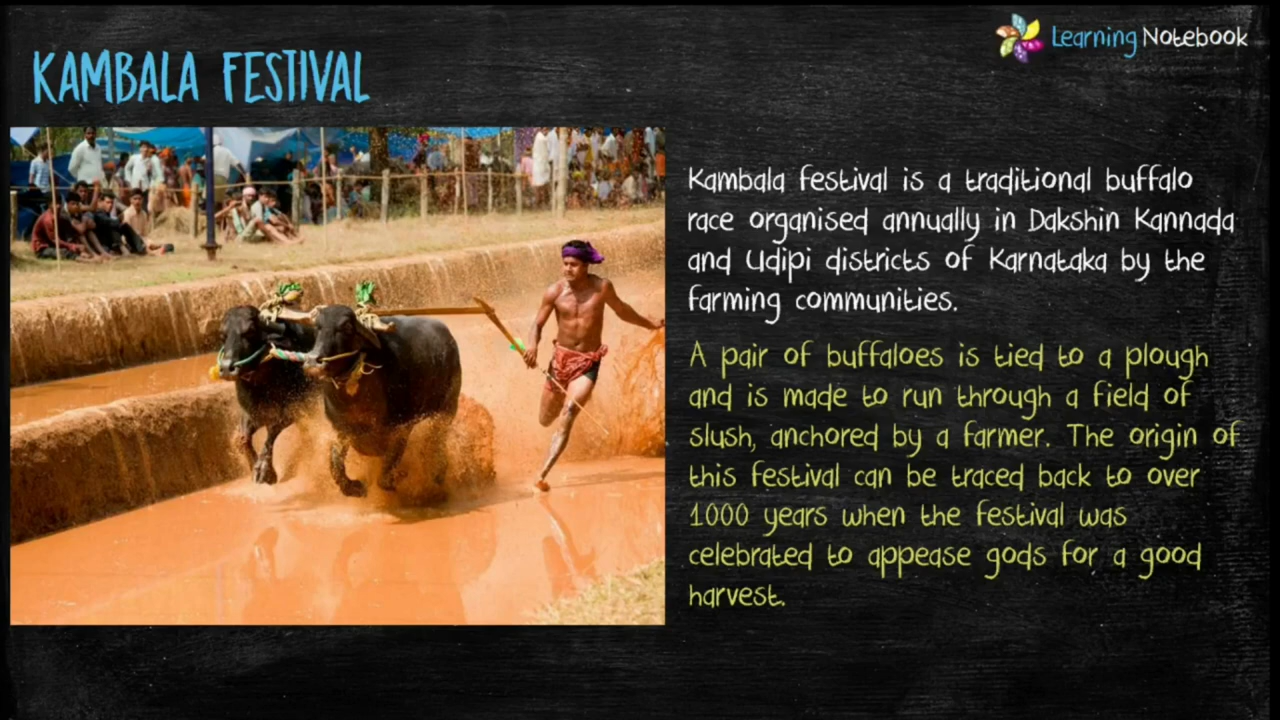 Learning Notebook
KAMBALA FESTIVAL
Kambala festival is a traditional buffalo
race organised annually in Dakshin Kannada
and Udipi districts of Karnataka by the
farming communities.
A pair of buffaloes is tied to a plough
and is made to run through a field of
slush, anchored by a farmer. The origin of
this festival can be traced back to over
1000 years when the festival was
celebrated to appease gods for a good
harvest.